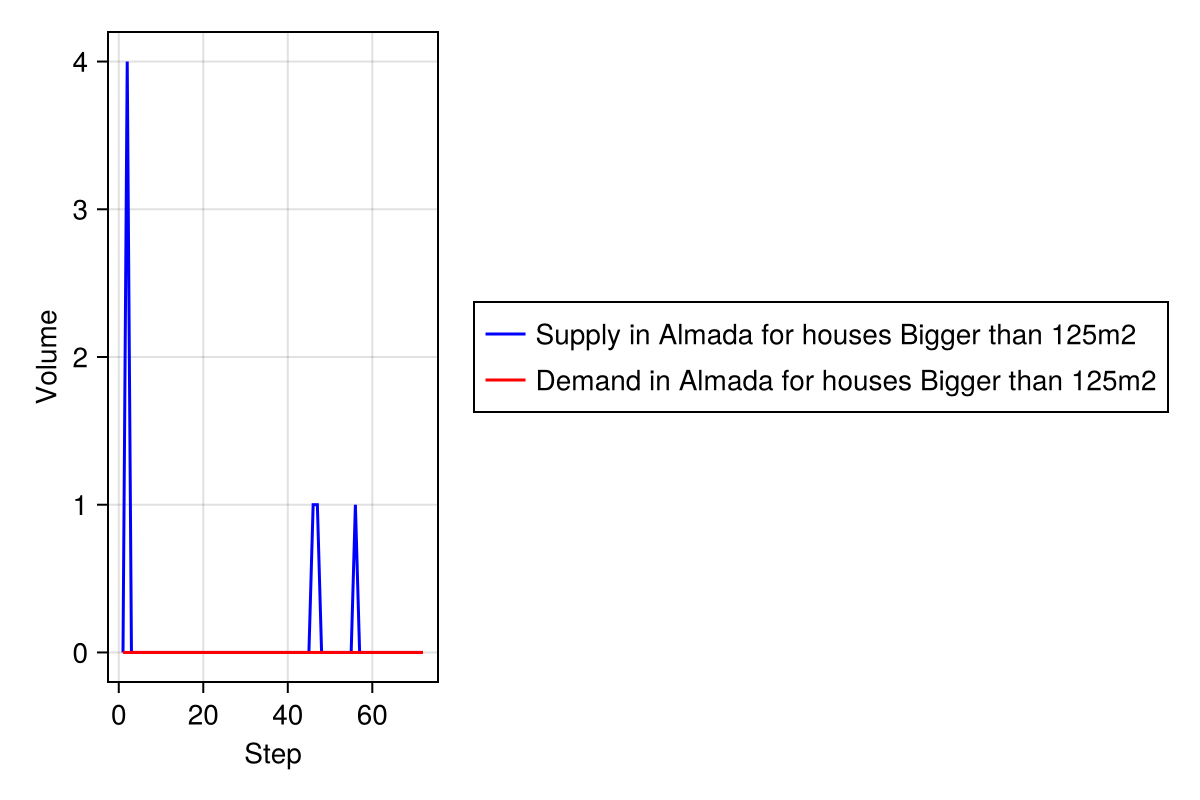 4
3
2
1
0
Volume
0 20 40 60
Step
Supply in Almada for houses Bigger than 125m2
Demand in Almada for houses Bigger than 125m2